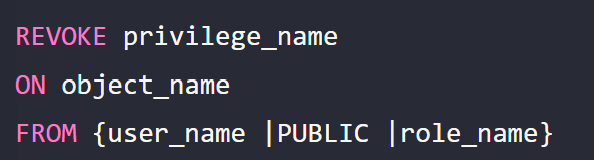 REVOKE privilege_name
ON object_name
FROM {user_name |PUBLIC |role_name}